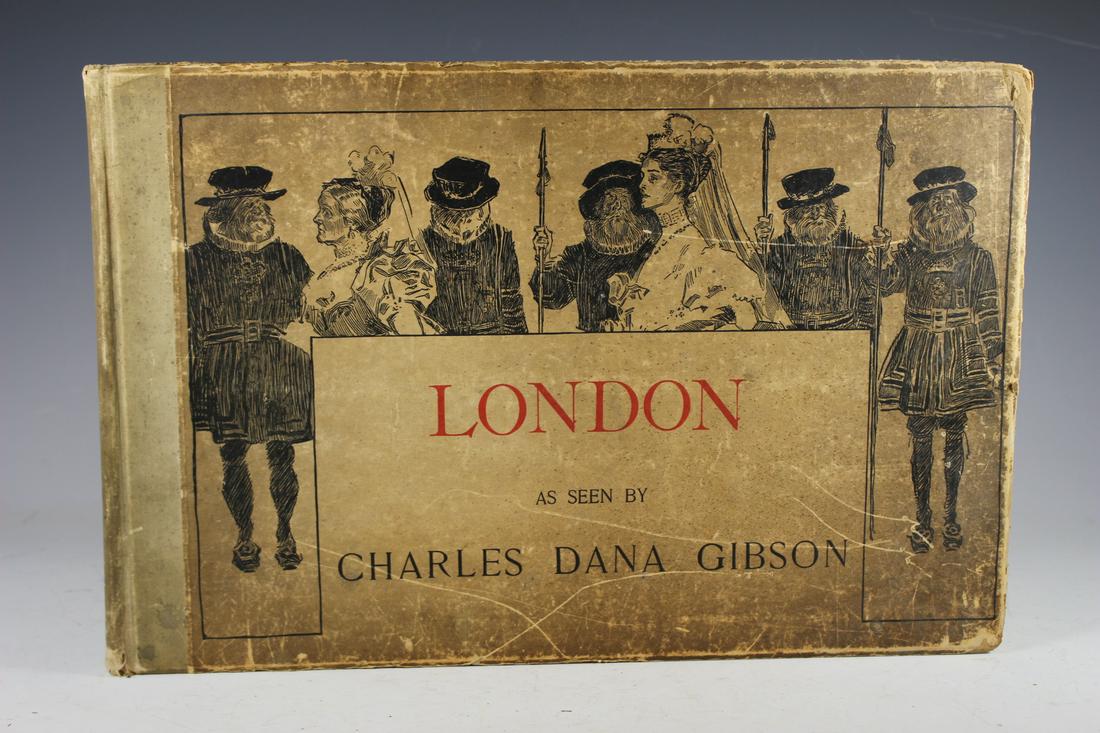 LONDON
AS SEEN BY
CHARLES DANA GIBSON